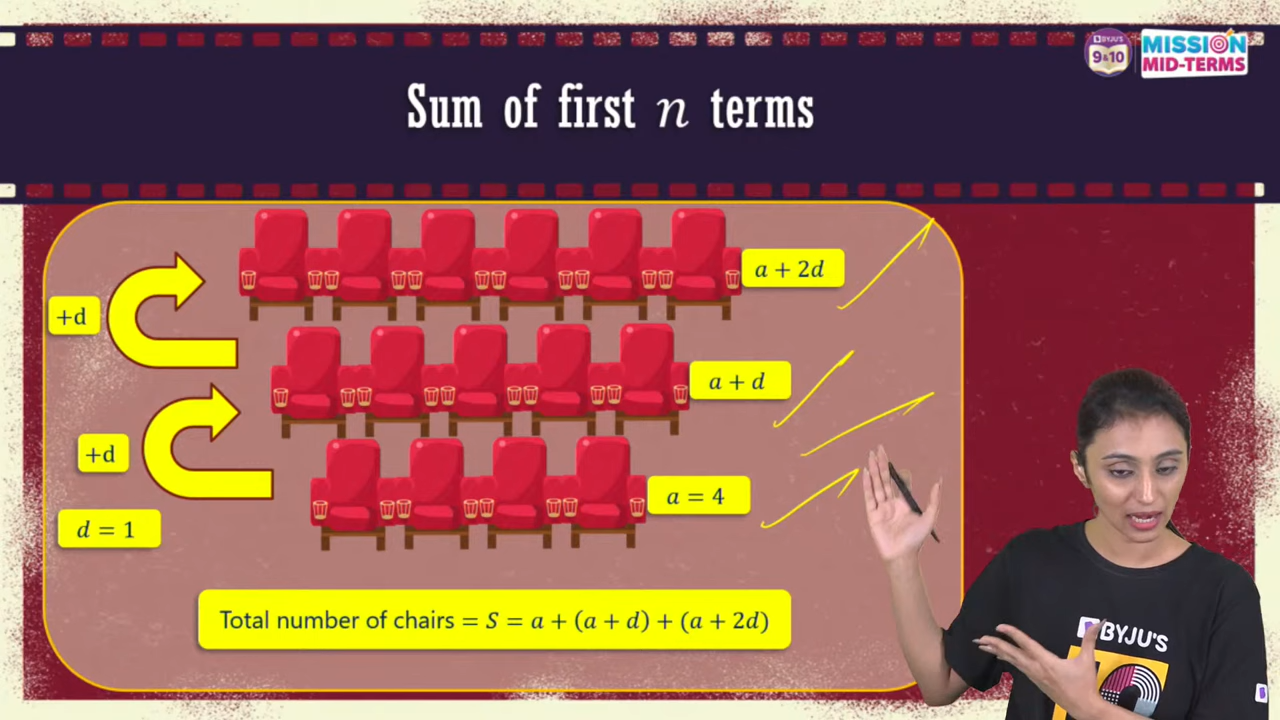 BYJU'S
9&10
MISSION
MID-TERMS
Sum of first n terms
a + 2d
+d
a + d
+d
a = 4
d = 1
Total number of chairs = S = a + (a + d) + (a + 2d)
BYJU'S